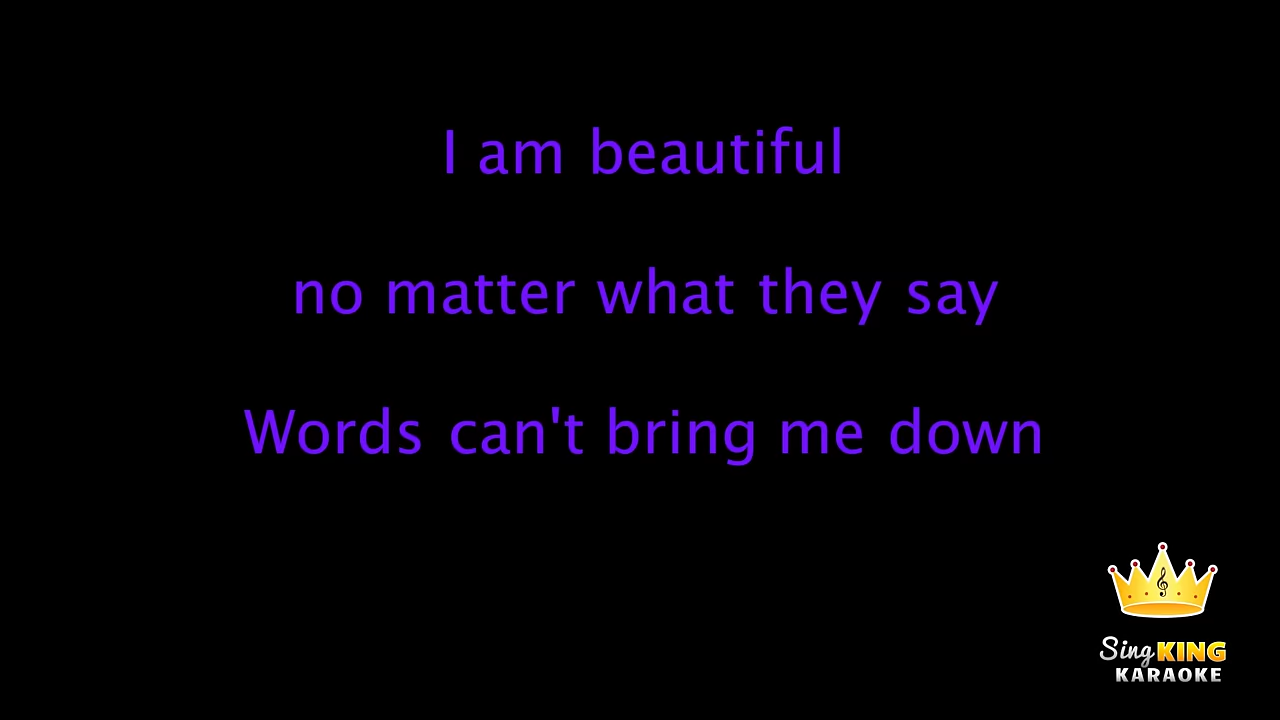 I am beautiful
no matter what they say
Words can't bring me down
Sing KING
KARAOKE